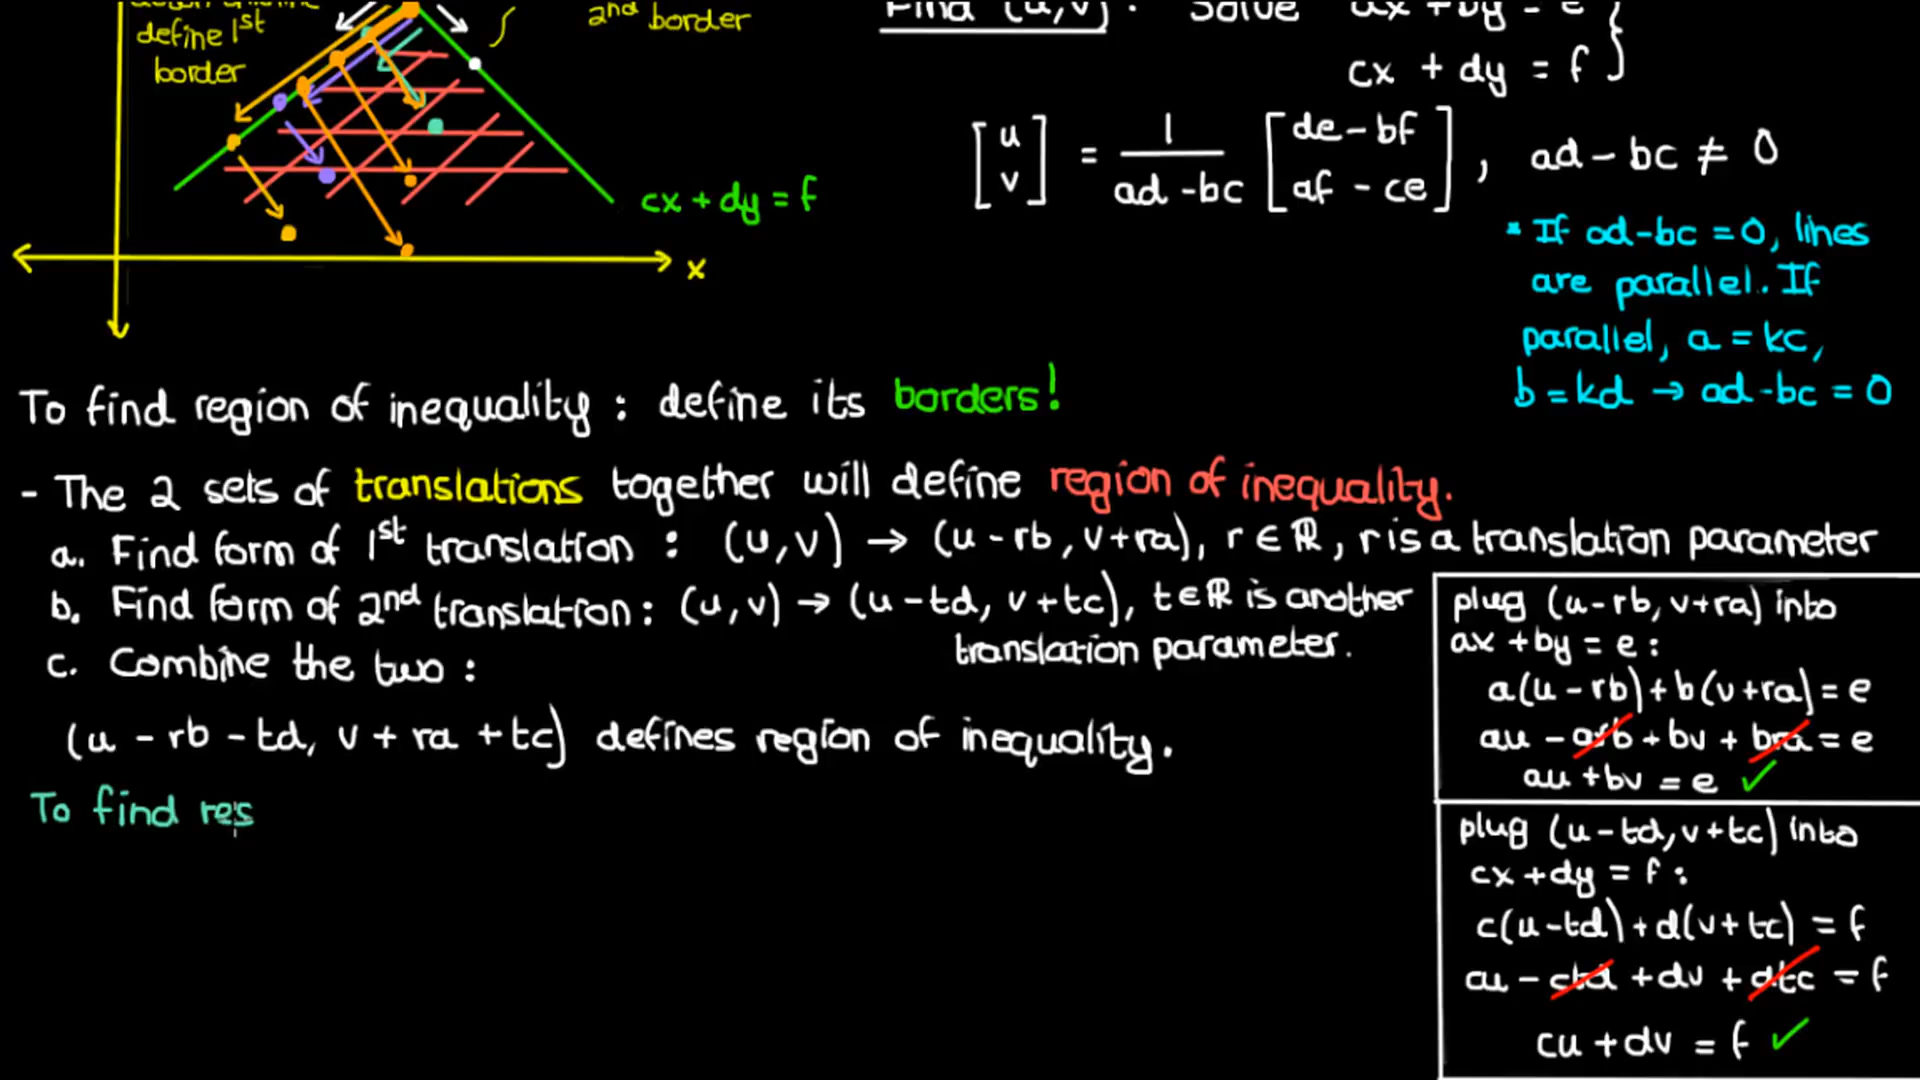 define 1st
border
2nd border
Find (u,v): Solve ax + by = e
cx + dy = f
[u v] = 1/(ad - bc) [de - bf af - ce], ad - bc ≠ 0
cx + dy = f
x
* If ad - bc = 0, lines
are parallel. If
parallel, a = kc,
b = kd → ad - bc = 0
To find region of inequality : define its borders!
- The 2 sets of translations together will define region of inequality.
a. Find form of 1st translation : (u,v) → (u - rb, v + ra), r ∈ ℝ, r is a translation parameter
b. Find form of 2nd translation : (u,v) → (u - td, v + tc), t ∈ ℝ is another
translation parameter.
c. Combine the two :
(u - rb - td, v + ra + tc) defines region of inequality.
To find res
plug (u - rb, v + ra) into
ax + by = e :
a(u - rb) + b(v + ra) = e
au - arb + bv + bra = e
au + bv = e ✓
plug (u - td, v + tc) into
cx + dy = f :
c(u - td) + d(v + tc) = f
cu - ctd + dv + dtc = f
cu + dv = f ✓